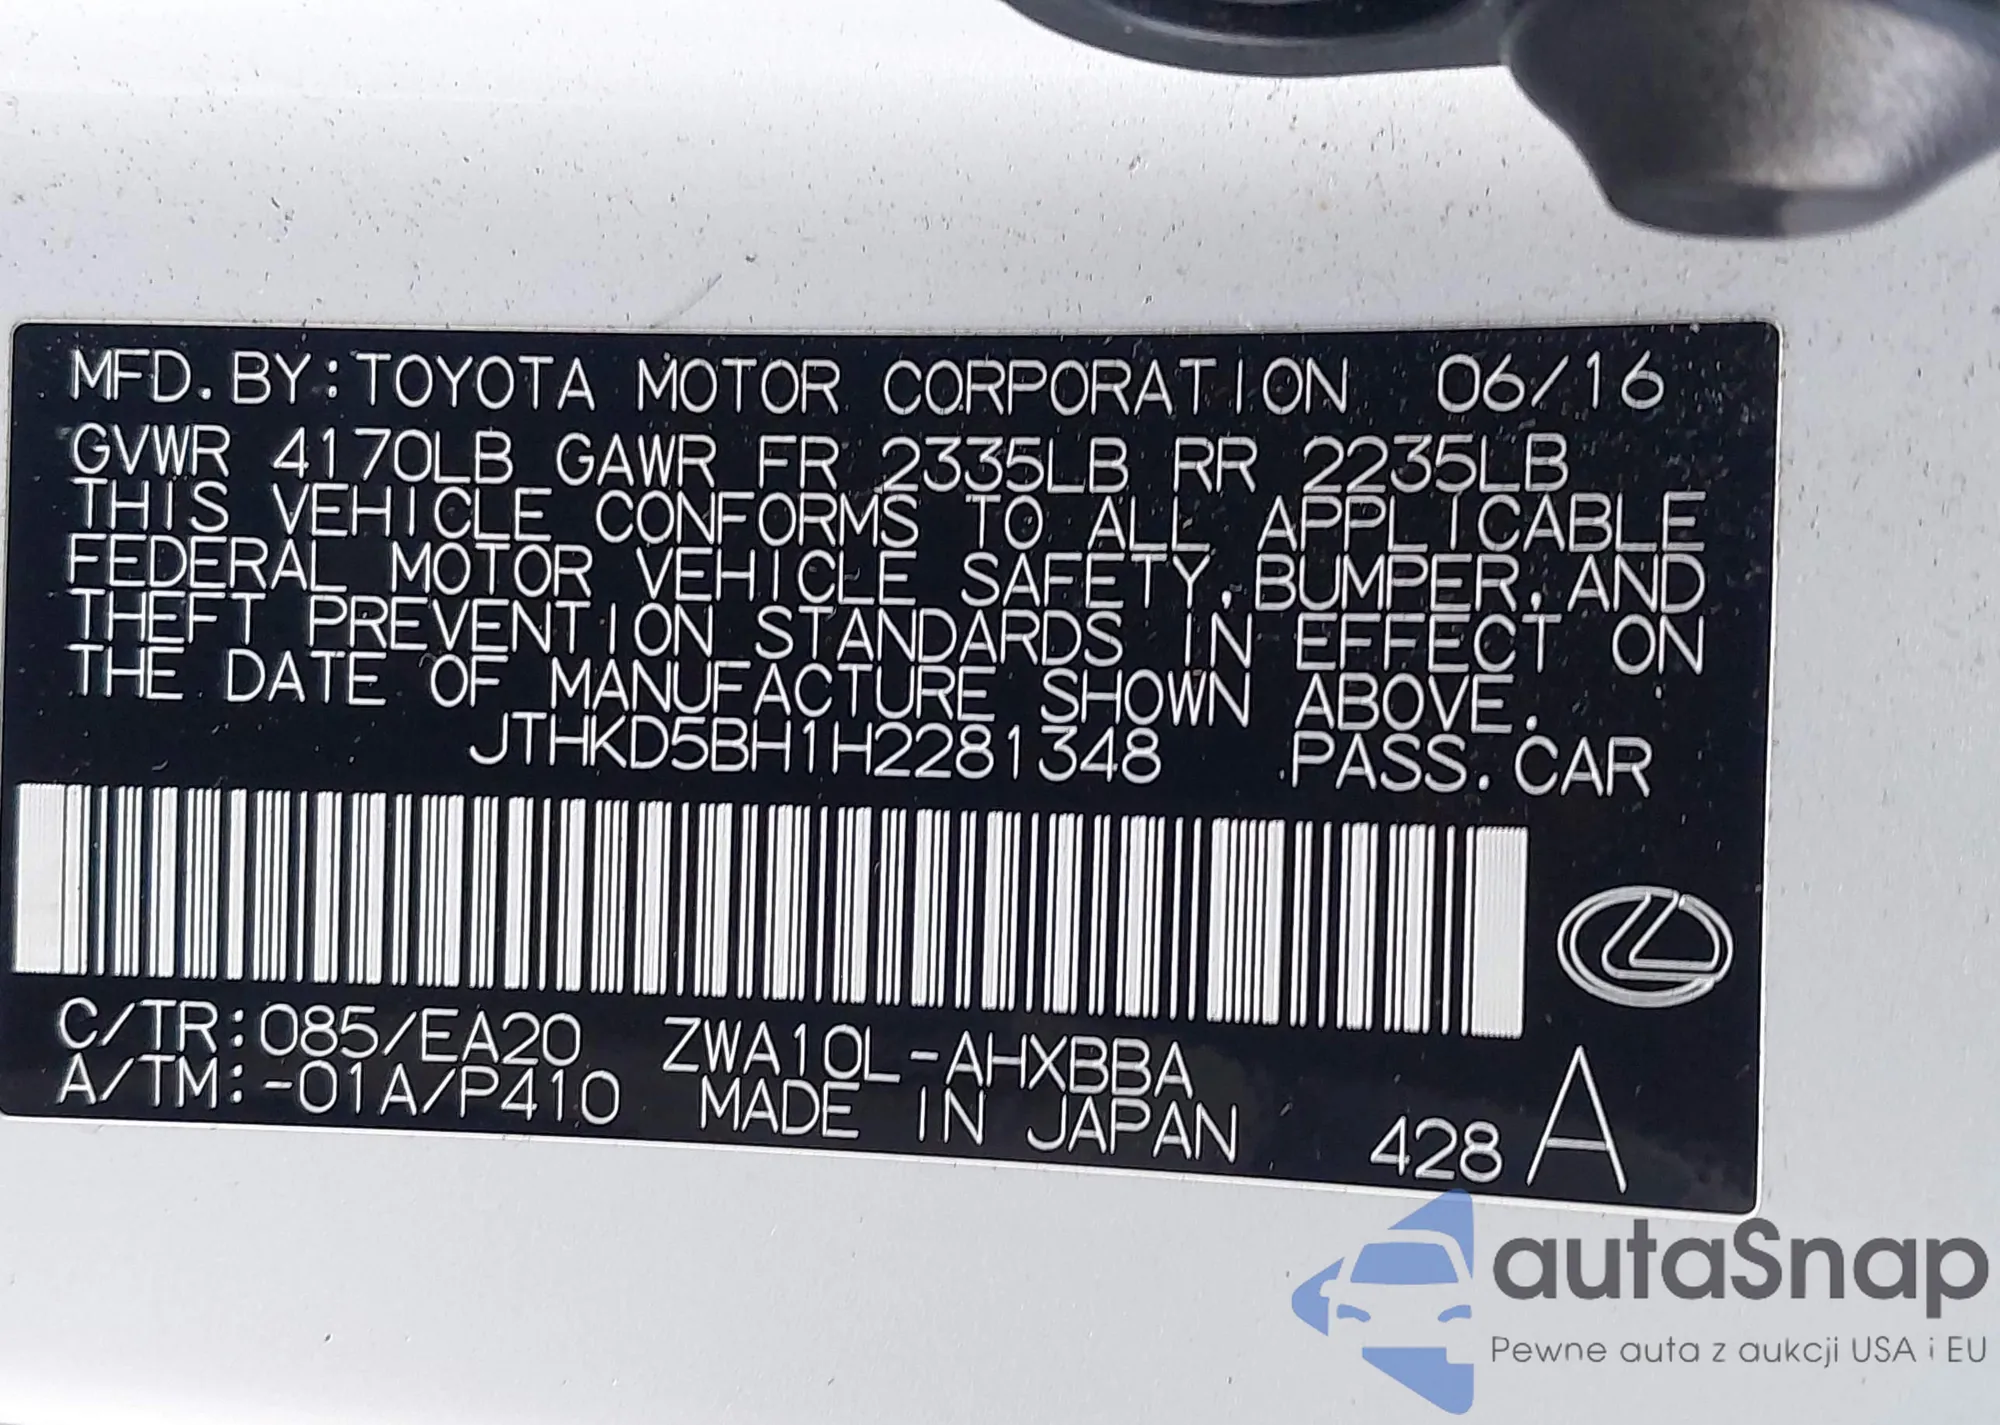 MFD. BY: TOYOTA MOTOR CORPORATION 06/16
GVWR 4170LB GAWR FR 2335LB RR 2235LB
THIS VEHICLE CONFORMS TO ALL APPLICABLE
FEDERAL MOTOR VEHICLE SAFETY, BUMPER, AND
THEFT PREVENTION STANDARDS IN EFFECT ON
THE DATE OF MANUFACTURE SHOWN ABOVE.
JTHKD5BH1H2281348 PASS. CAR
C/TR: 085/EA20 ZWA10L-AHXBBA
A/TM: -01A/P410 MADE IN JAPAN 428 A
autaSnap
Pewne auta z aukcji USA i EU